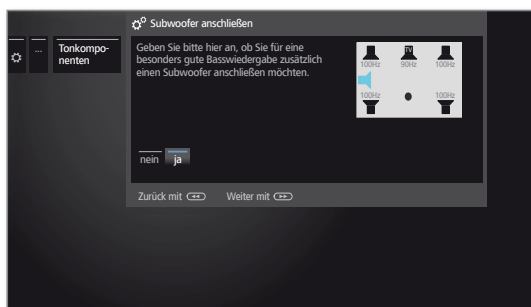 Subwoofer anschließen
...
Tonkompo-
nenten
Geben Sie bitte hier an, ob Sie für eine
besonders gute Basswiedergabe zusätzlich
einen Subwoofer anschließen möchten.
TV
100Hz 90Hz 100Hz
100Hz 100Hz
nein ja
Zurück mit Weiter mit